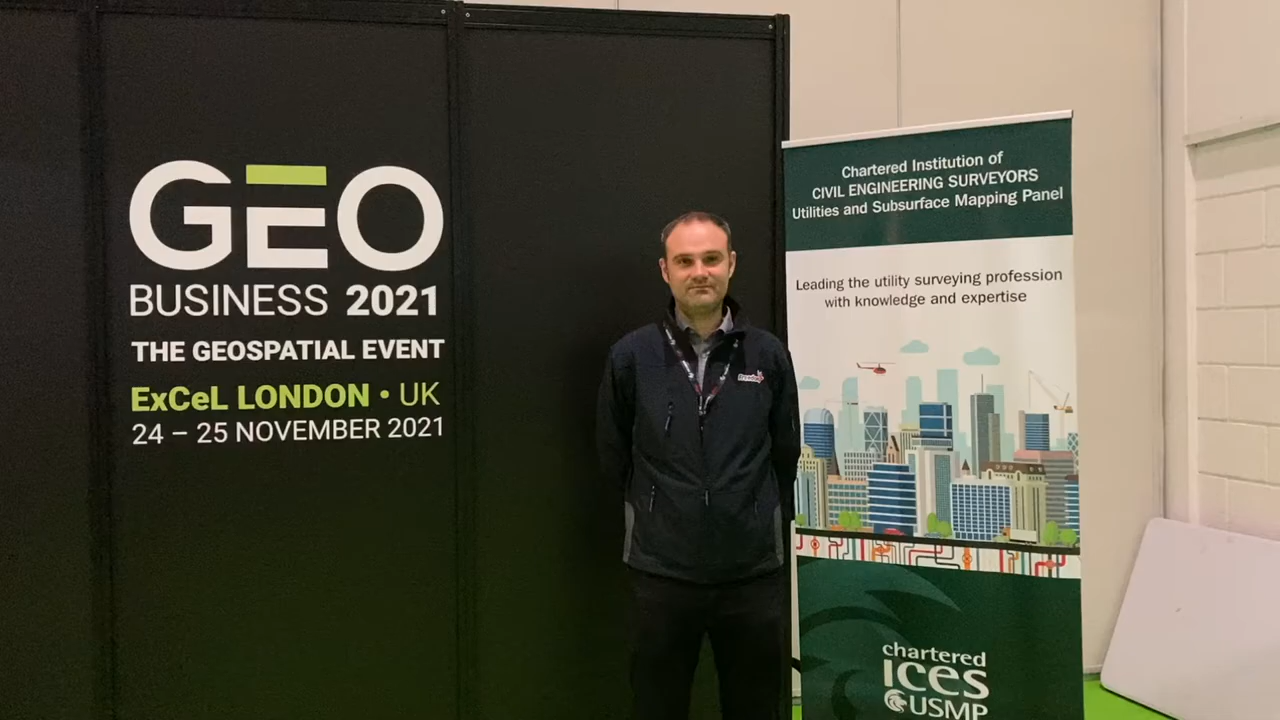 GEO
BUSINESS 2021
THE GEOSPATIAL EVENT
ExCeL LONDON • UK
24 – 25 NOVEMBER 2021
Chartered Institution of
CIVIL ENGINEERING SURVEYORS
Utilities and Subsurface Mapping Panel
Leading the utility surveying profession
with knowledge and expertise
chartered
ices
USMP